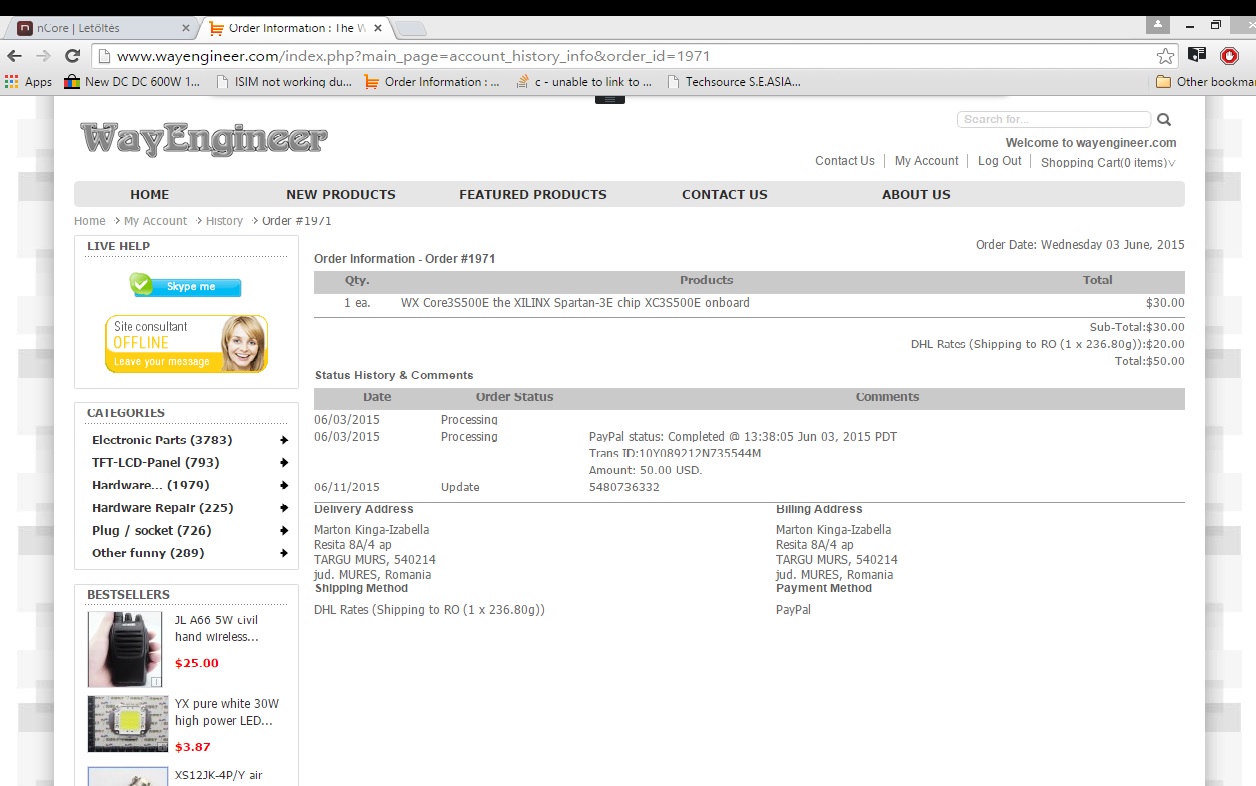 nCore | Letöltés
Order Information : The W
www.wayengineer.com/index.php?main_page=account_history_info&order_id=1971
Apps
New DC DC 600W 1...
ISIM not working du...
Order Information : ...
c - unable to link to ...
Techsource S.E.ASIA...
Other bookmar
WayEngineer
Search for...
Welcome to wayengineer.com
Contact Us
My Account
Log Out
Shopping Cart(0 items)
HOME
NEW PRODUCTS
FEATURED PRODUCTS
CONTACT US
ABOUT US
Home
My Account
History
Order #1971
LIVE HELP
Skype me
Site consultant
OFFLINE
Leave your message
CATEGORIES
Electronic Parts (3783)
TFT-LCD-Panel (793)
Hardware... (1979)
Hardware Repair (225)
Plug / socket (726)
Other funny (289)
BESTSELLERS
JL A66 5W civil
hand wireless...
$25.00
YX pure white 30W
high power LED...
$3.87
XS12JK-4P/Y air
Order Date: Wednesday 03 June, 2015
Order Information - Order #1971
Qty. Products Total
1 ea. WX Core3S500E the XILINX Spartan-3E chip XC3S500E onboard $30.00
Sub-Total:$30.00
DHL Rates (Shipping to RO (1 x 236.80g)):$20.00
Total:$50.00
Status History & Comments
Date Order Status Comments
06/03/2015 Processing
06/03/2015 Processing PayPal status: Completed @ 13:38:05 Jun 03, 2015 PDT
Trans ID:10Y089212N735544M
Amount: 50.00 USD.
06/11/2015 Update 5480736332
Delivery Address
Marton Kinga-Izabella
Resita 8A/4 ap
TARGU MURS, 540214
jud. MURES, Romania
Shipping Method
DHL Rates (Shipping to RO (1 x 236.80g))
Billing Address
Marton Kinga-Izabella
Resita 8A/4 ap
TARGU MURS, 540214
jud. MURES, Romania
Payment Method
PayPal